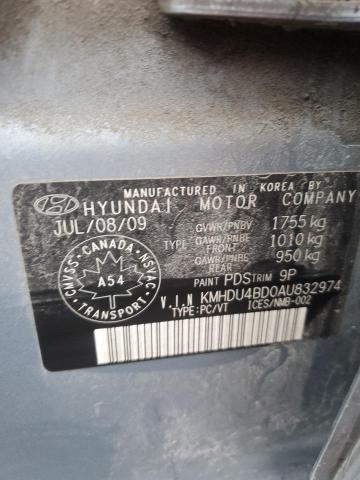 MANUFACTURED IN KOREA BY
HYUNDAI MOTOR COMPANY
JUL/08/09
GVWR/PNBV 1755 kg
TYPE GAWR/PNBE FRONT 1010 kg
GAWR/PNBE REAR 950 kg
PAINT PDS TRIM 9P
V.I.N KMHDU4BD0AU832974
TYPE:PC/VT ICES/NMB-002
CANADA
CMVSS NSVAC
A54
TRANSPORT